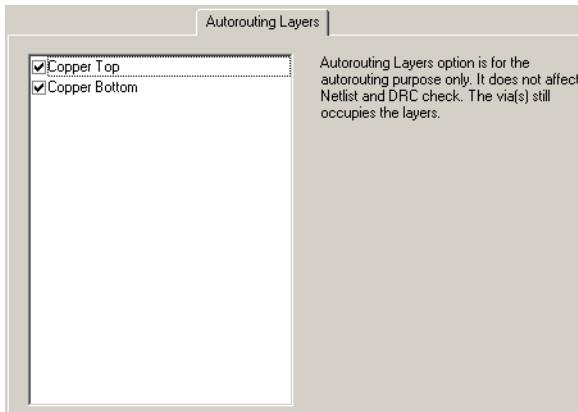 Autorouting Layers
Copper Top
Copper Bottom
Autorouting Layers option is for the
autorouting purpose only. It does not affect
Netlist and DRC check. The via(s) still
occupies the layers.